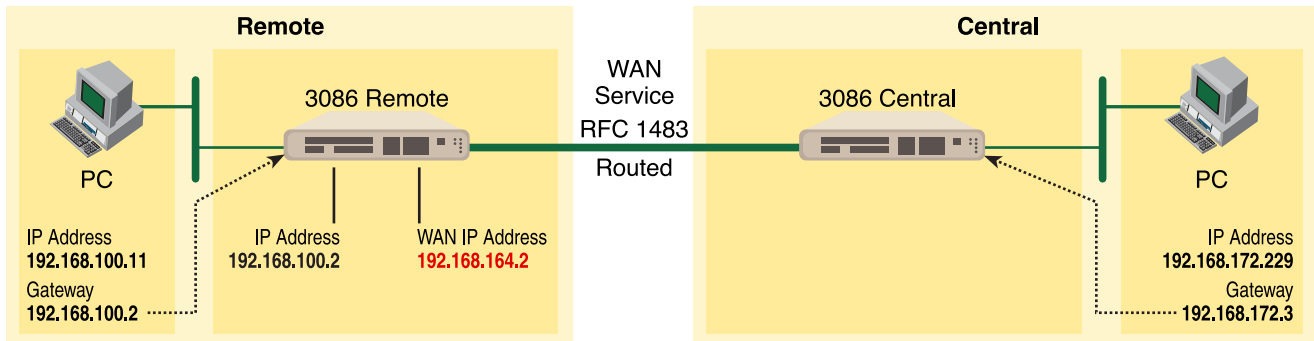 Remote
PC
IP Address
192.168.100.11
Gateway
192.168.100.2
3086 Remote
IP Address
192.168.100.2
WAN IP Address
192.168.164.2
WAN
Service
RFC 1483
Routed
Central
3086 Central
PC
IP Address
192.168.172.229
Gateway
192.168.172.3